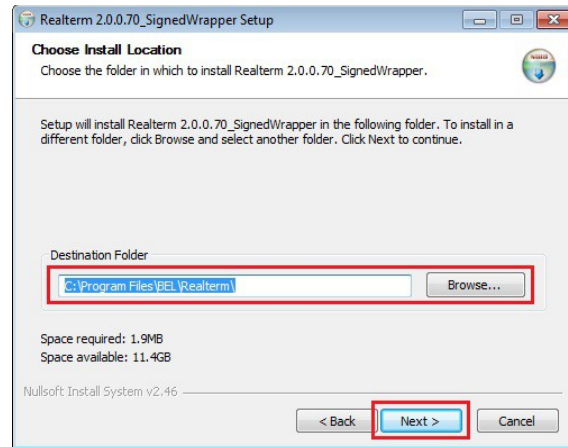 Realterm 2.0.0.70_SignedWrapper Setup
Choose Install Location
Choose the folder in which to install Realterm 2.0.0.70_SignedWrapper.
Setup will install Realterm 2.0.0.70_SignedWrapper in the following folder. To install in a
different folder, click Browse and select another folder. Click Next to continue.
Destination Folder
C:\Program Files\BEL\Realterm\
Browse...
Space required: 1.9MB
Space available: 11.4GB
Nullsoft Install System v2.46
< Back
Next >
Cancel